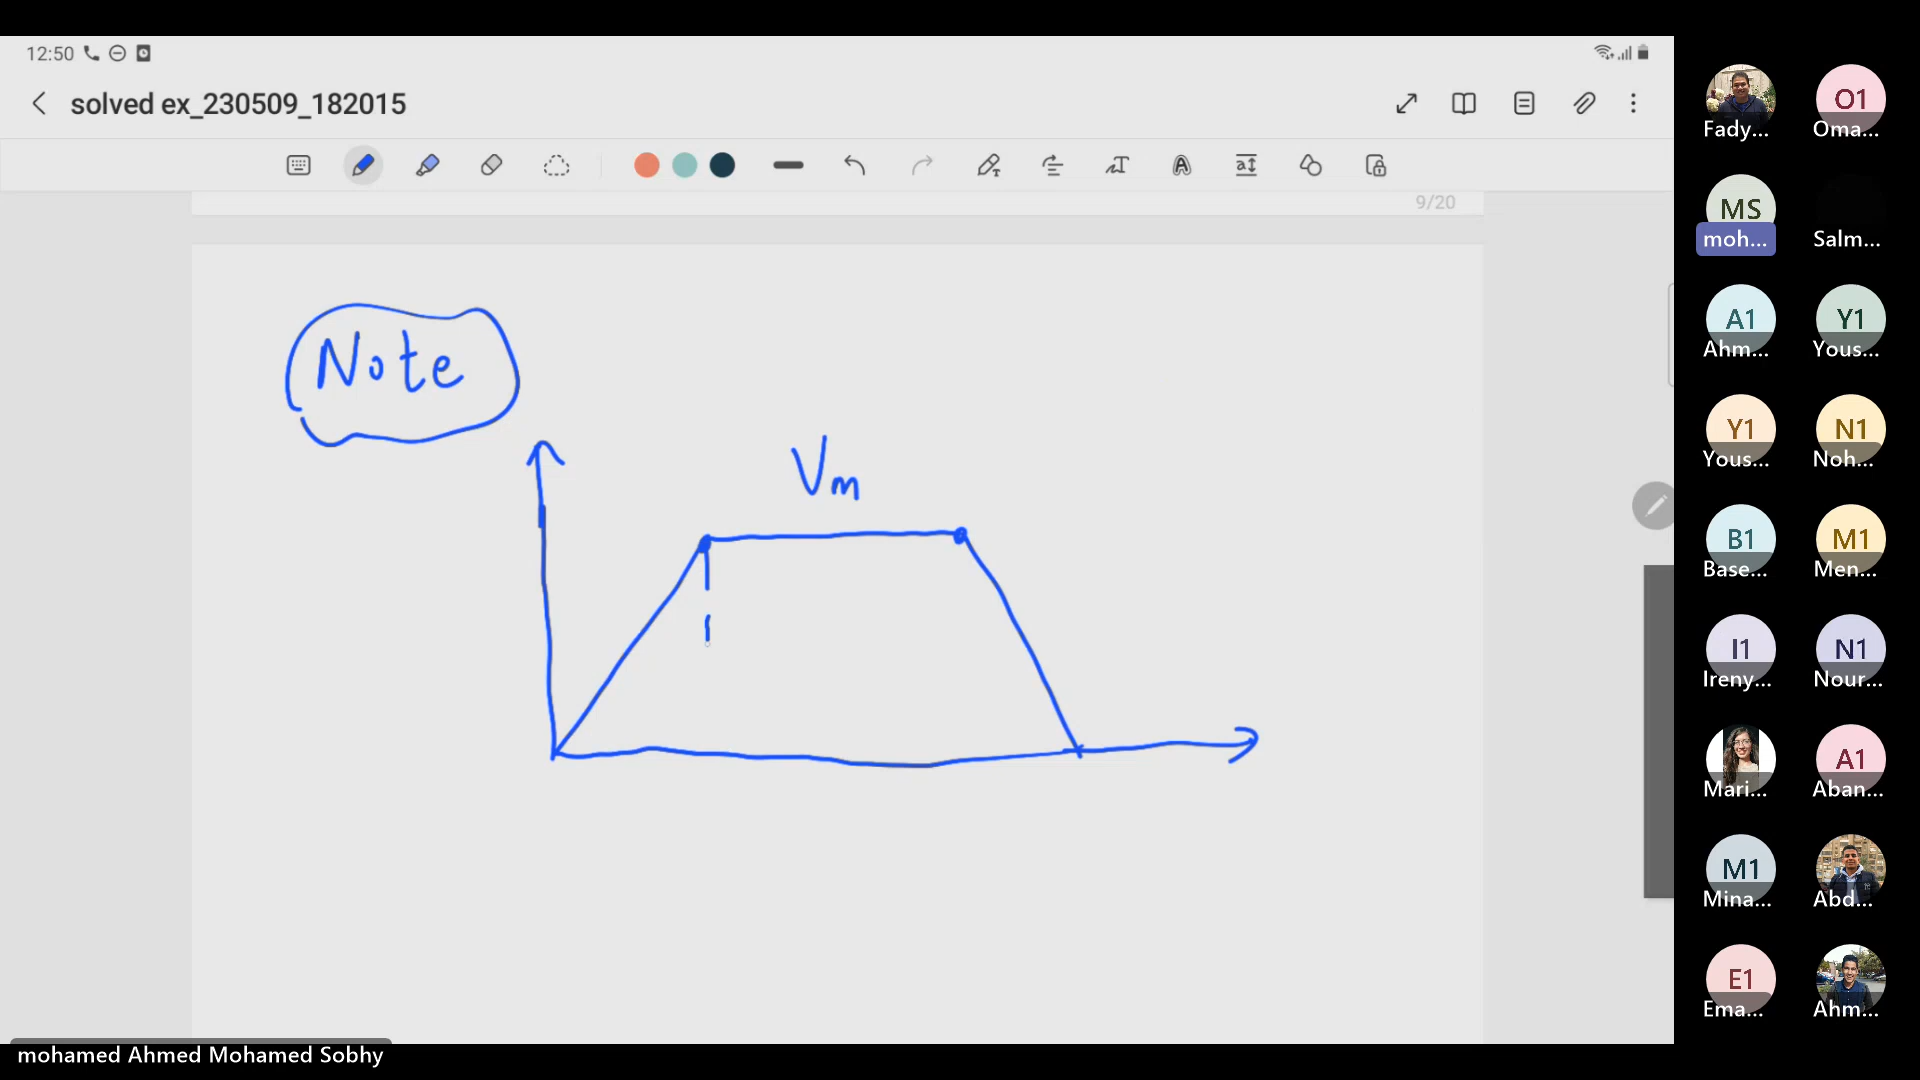 12:50
solved ex_230509_182015
9/20
Note
Vm
Fady...
O1
Oma...
MS
moh...
Salm...
A1
Ahm...
Y1
Yous...
Y1
Yous...
N1
Noh...
B1
Base...
M1
Men...
I1
Ireny...
N1
Nour...
Mari...
A1
Aban...
M1
Mina...
Abd...
E1
Ema...
Ahm...
mohamed Ahmed Mohamed Sobhy